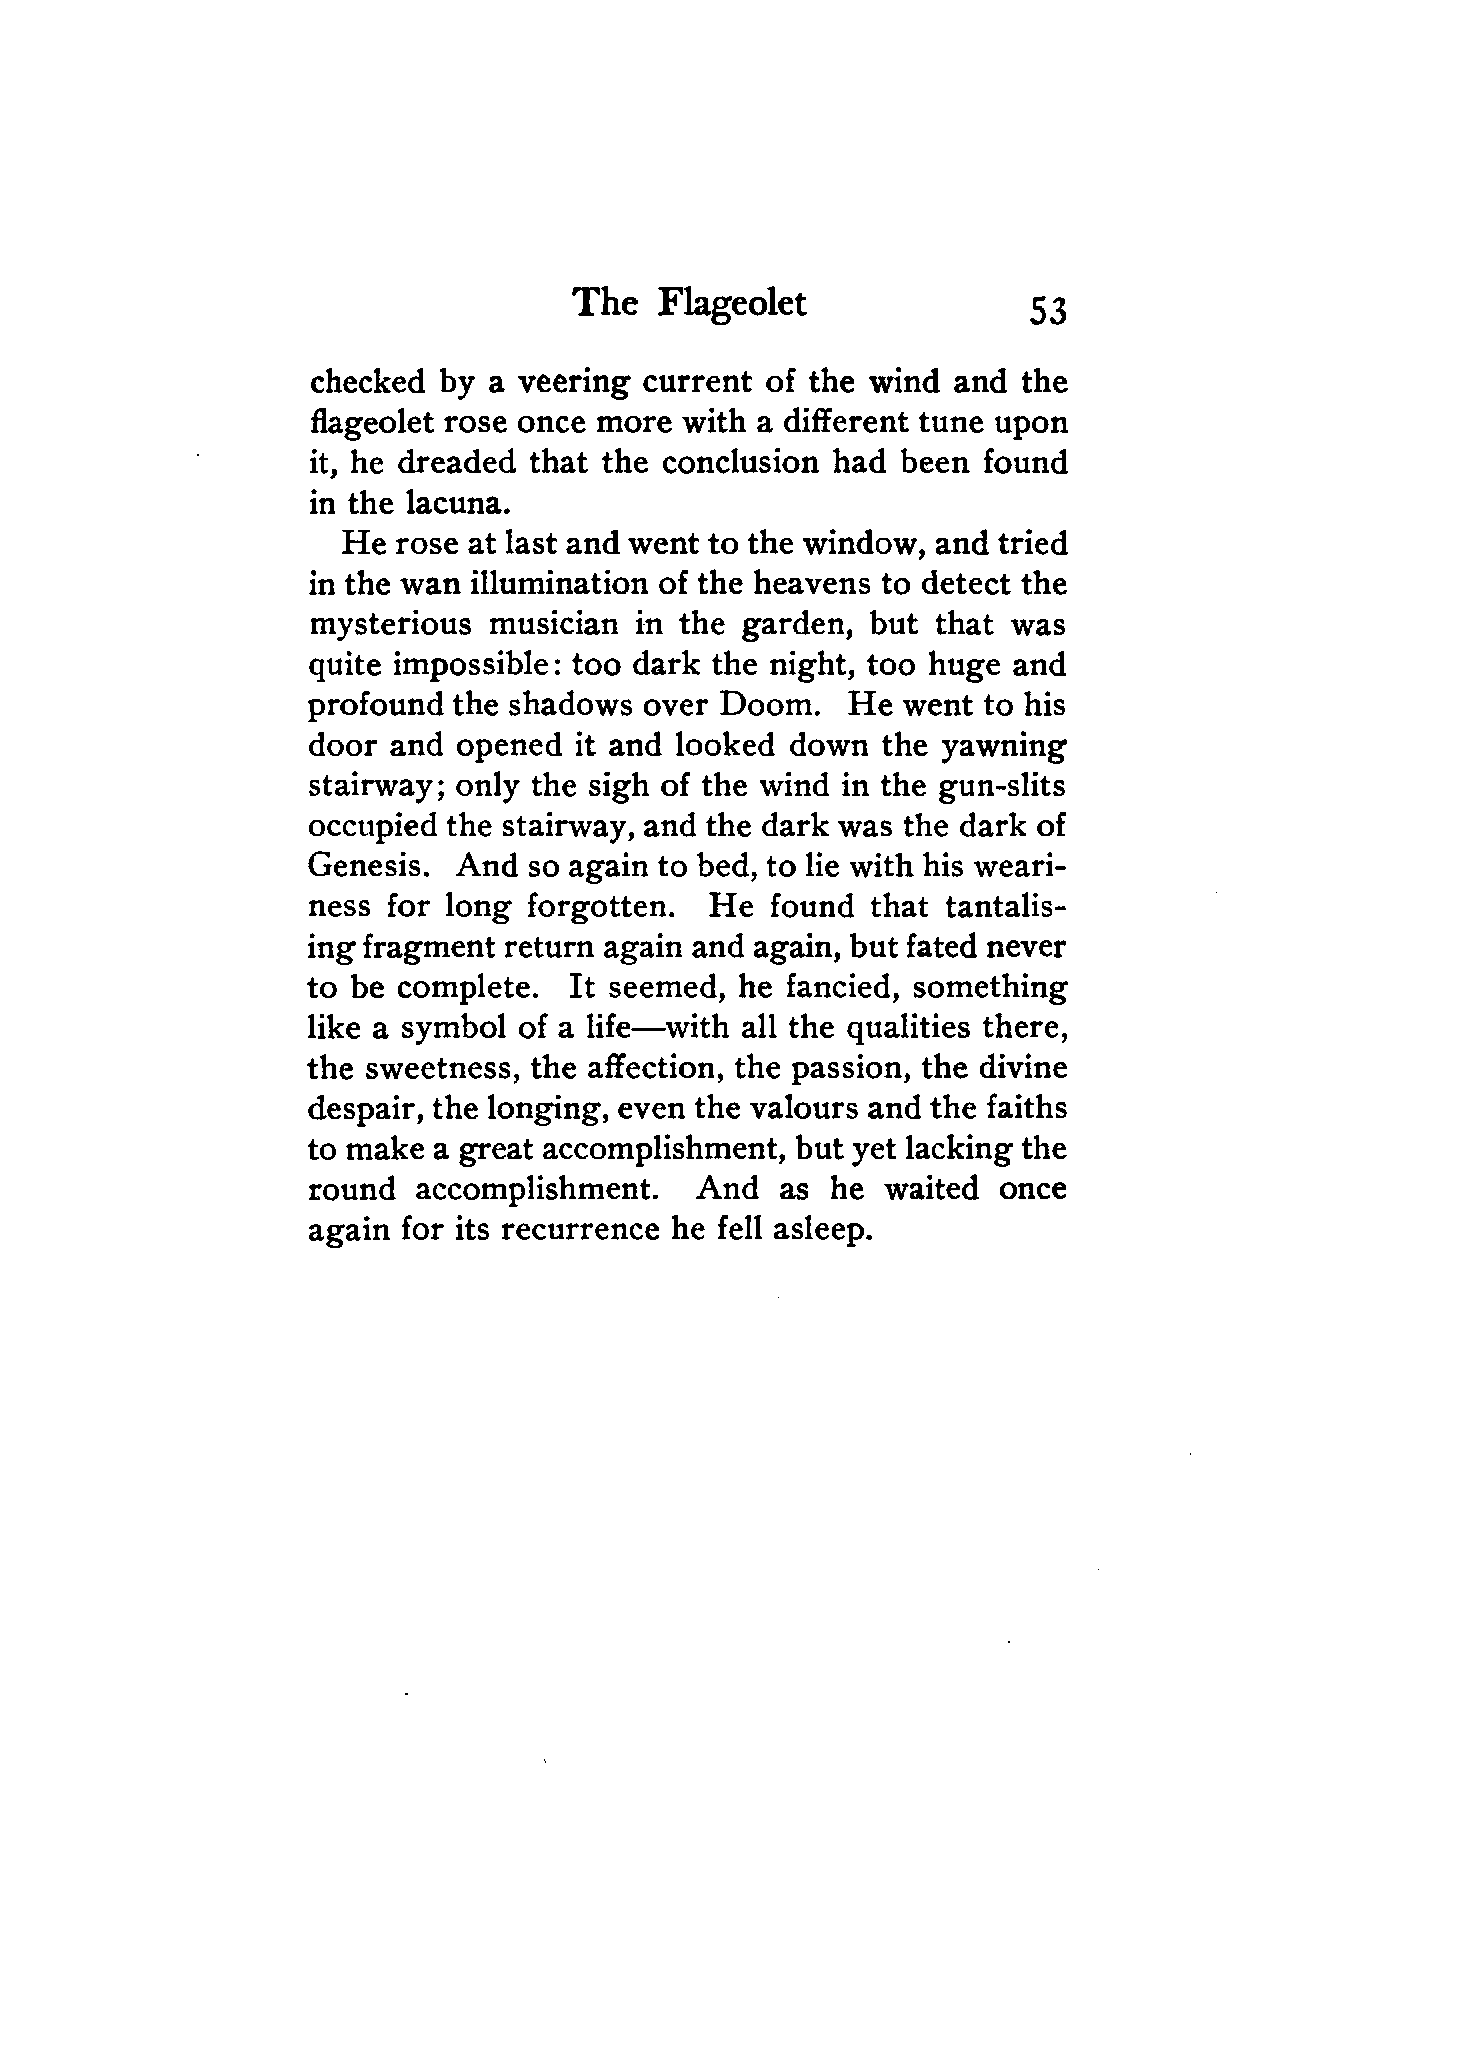 The Flageolet 53
checked by a veering current of the wind and the
flageolet rose once more with a different tune upon
it, he dreaded that the conclusion had been found
in the lacuna.
He rose at last and went to the window, and tried
in the wan illumination of the heavens to detect the
mysterious musician in the garden, but that was
quite impossible: too dark the night, too huge and
profound the shadows over Doom. He went to his
door and opened it and looked down the yawning
stairway; only the sigh of the wind in the gun-slits
occupied the stairway, and the dark was the dark of
Genesis. And so again to bed, to lie with his weari-
ness for long forgotten. He found that tantalis-
ing fragment return again and again, but fated never
to be complete. It seemed, he fancied, something
like a symbol of a life—with all the qualities there,
the sweetness, the affection, the passion, the divine
despair, the longing, even the valours and the faiths
to make a great accomplishment, but yet lacking the
round accomplishment. And as he waited once
again for its recurrence he fell asleep.